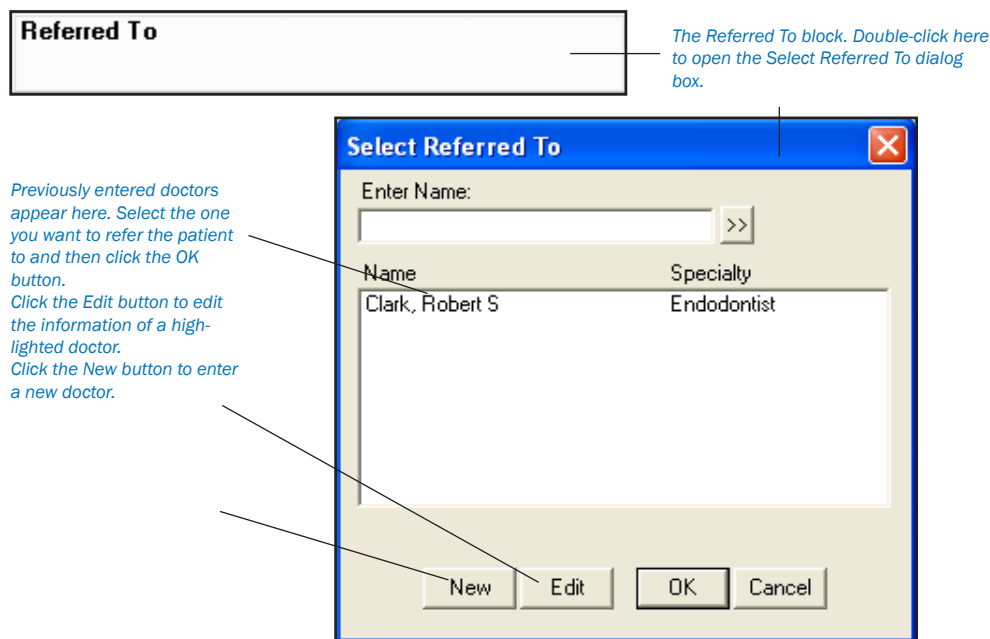 Referred To
The Referred To block. Double-click here
to open the Select Referred To dialog
box.
Select Referred To
Previously entered doctors
appear here. Select the one
you want to refer the patient
to and then click the OK
button.
Click the Edit button to edit
the information of a high-
lighted doctor.
Click the New button to enter
a new doctor.
Enter Name:
>>
Name Specialty
Clark, Robert S Endodontist
New Edit OK Cancel